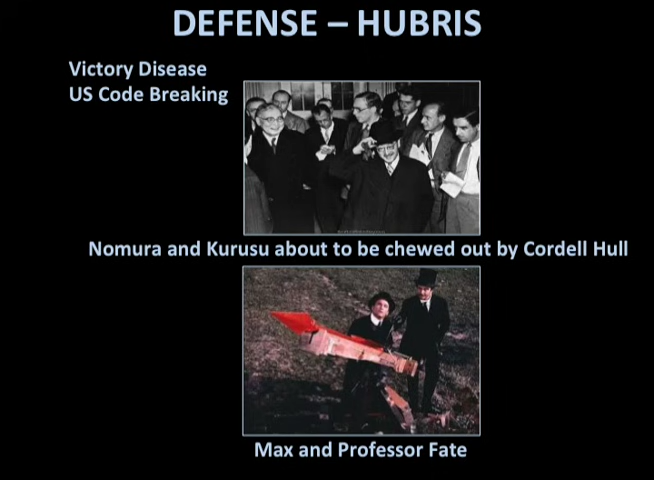 DEFENSE – HUBRIS
Victory Disease
US Code Breaking
Nomura and Kurusu about to be chewed out by Cordell Hull
Max and Professor Fate